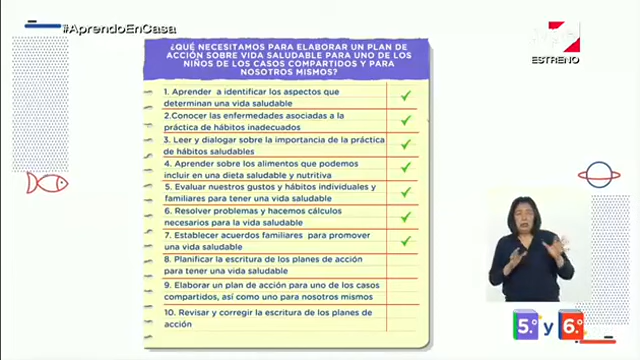 #AprendoEnCasa
ESTRENO
¿QUÉ NECESITAMOS PARA ELABORAR UN PLAN DE
ACCIÓN SOBRE VIDA SALUDABLE PARA UNO DE LOS
NIÑOS DE LOS CASOS COMPARTIDOS Y PARA
NOSOTROS MISMOS?
1. Aprender a identificar los aspectos que
determinan una vida saludable
2.Conocer las enfermedades asociadas a la
práctica de hábitos inadecuados
3. Leer y dialogar sobre la importancia de la práctica
de hábitos saludables
4. Aprender sobre los alimentos que podemos
incluir en una dieta saludable y nutritiva
5. Evaluar nuestros gustos y hábitos individuales y
familiares para tener una vida saludable
6. Resolver problemas y hacemos cálculos
necesarios para la vida saludable
7. Establecer acuerdos familiares para promover
una vida saludable
8. Planificar la escritura de los planes de acción
para tener una vida saludable
9. Elaborar un plan de acción para uno de los casos
compartidos, así como uno para nosotros mismos
10. Revisar y corregir la escritura de los planes de
acción
5.º y 6.º